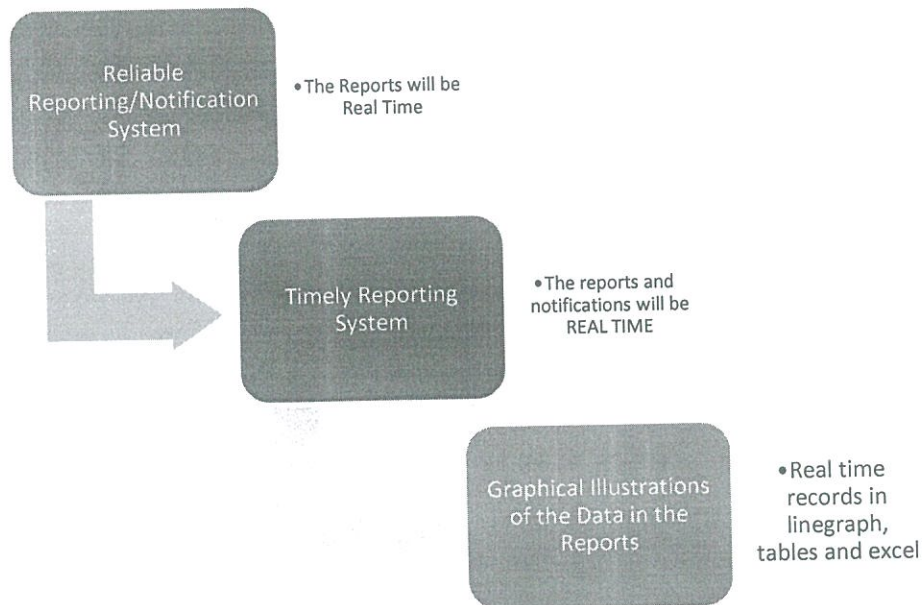 Reliable
Reporting/Notification
System
•The Reports will be
Real Time
Timely Reporting
System
•The reports and
notifications will be
REAL TIME
Graphical Illustrations
of the Data in the
Reports
•Real time
records in
linegraph,
tables and excel